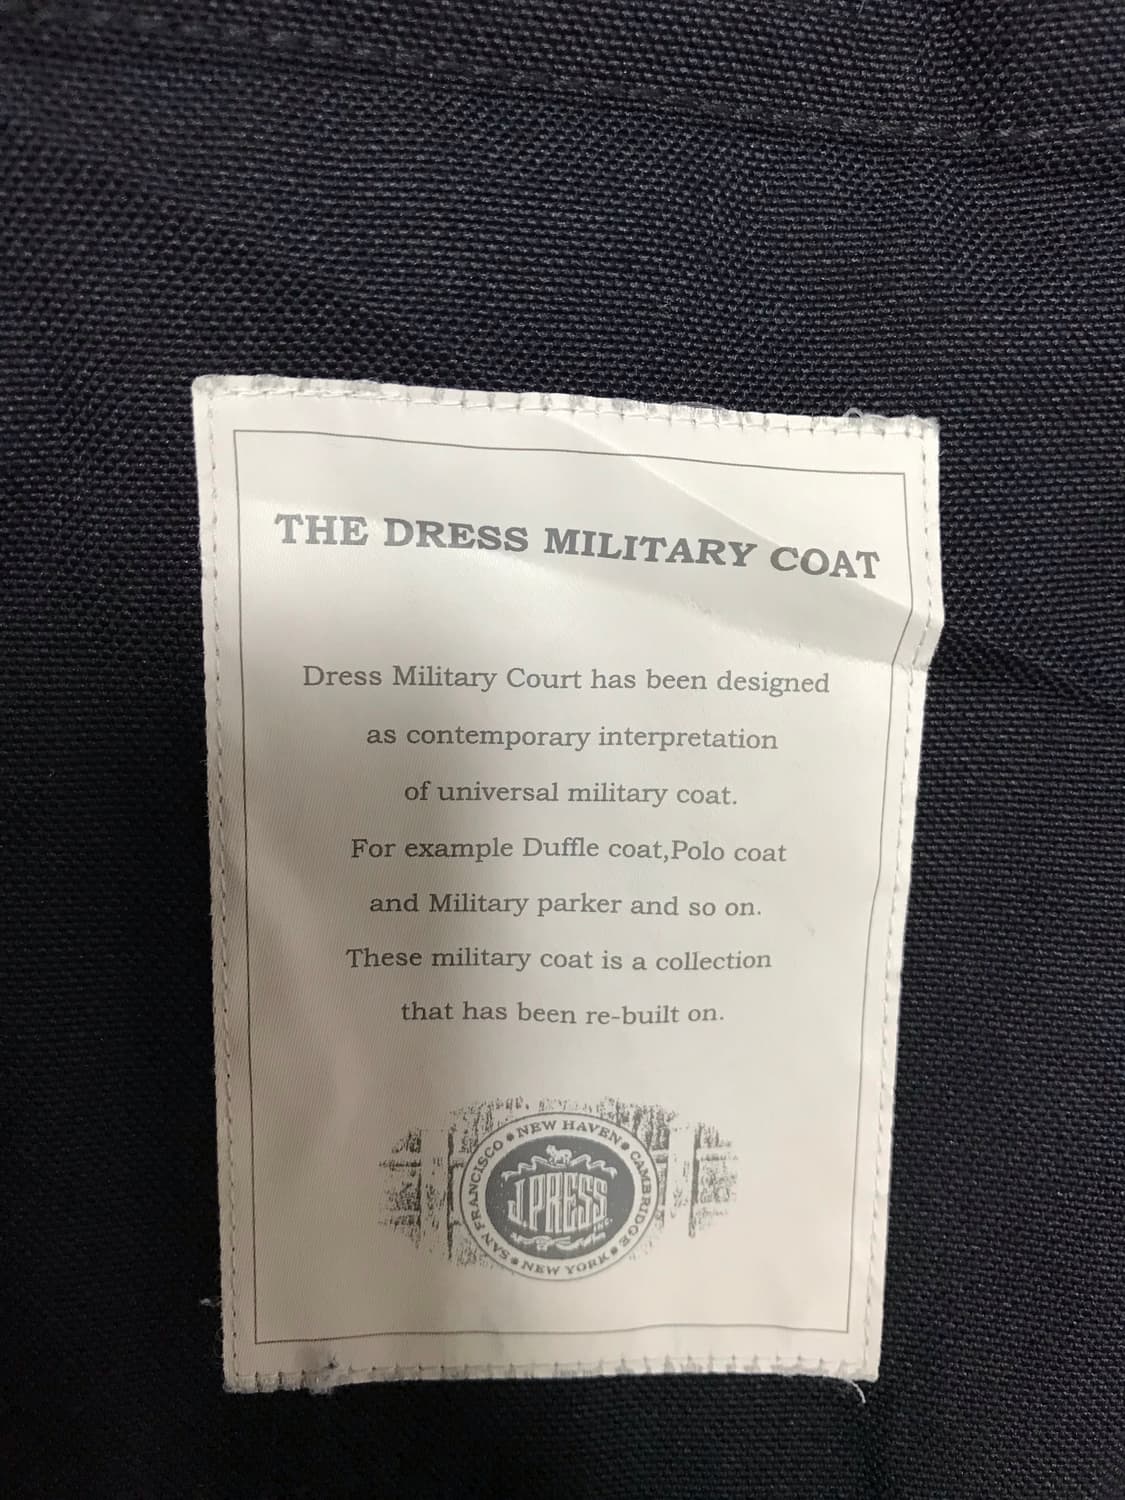 THE DRESS MILITARY COAT
Dress Military Court has been designed
as contemporary interpretation
of universal military coat.
For example Duffle coat,Polo coat
and Military parker and so on.
These military coat is a collection
that has been re-built on.
SAN FRANCISCO • NEW HAVEN • CAMBRIDGE • NEW YORK •
J.PRESS
INC.